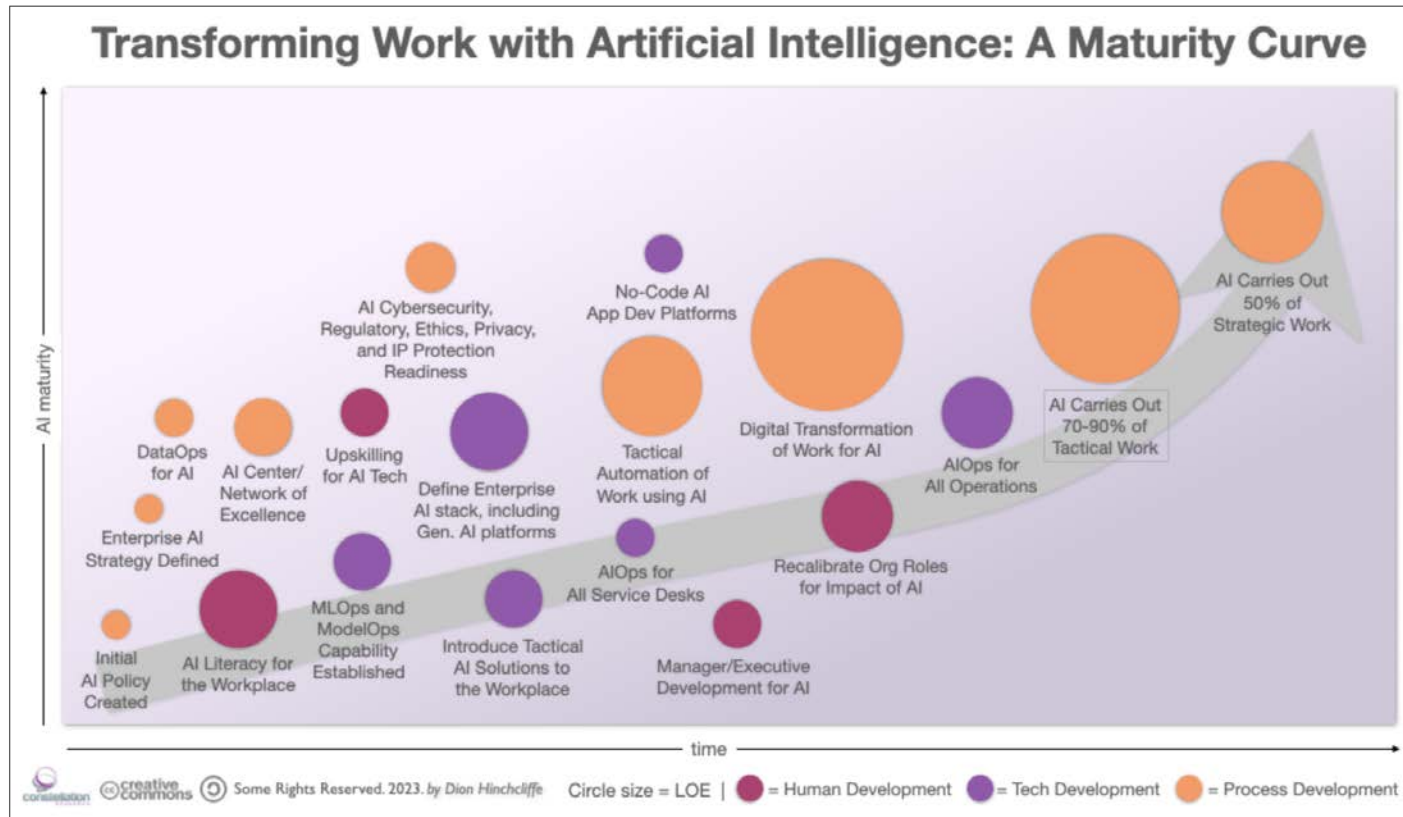 Transforming Work with Artificial Intelligence: A Maturity Curve
AI maturity
AI Cybersecurity,
Regulatory, Ethics, Privacy,
and IP Protection
Readiness
No-Code AI
App Dev Platforms
AI Carries Out
50% of
Strategic Work
DataOps
for AI
AI Center/
Network of
Excellence
Upskilling
for AI Tech
Define Enterprise
AI stack, including
Gen. AI platforms
Tactical
Automation of
Work using AI
Digital Transformation
of Work for AI
AIOps for
All Operations
AI Carries Out
70-90% of
Tactical Work
Enterprise AI
Strategy Defined
Initial
AI Policy
Created
AI Literacy for
the Workplace
MLOps and
ModelOps
Capability
Established
Introduce Tactical
AI Solutions to
the Workplace
AIOps for
All Service Desks
Manager/Executive
Development for AI
Recalibrate Org Roles
for Impact of AI
time
constellation
cc creative
commons
Some Rights Reserved. 2023. by Dion Hinchcliffe
Circle size = LOE | = Human Development = Tech Development = Process Development